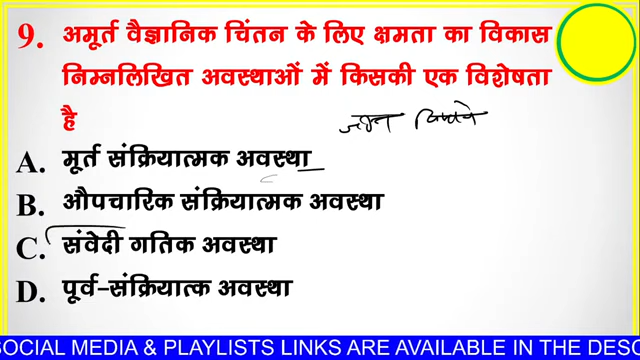 9. अमूर्त वैज्ञानिक चिंतन के लिए क्षमता का विकास
निम्नलिखित अवस्थाओं में किसकी एक विशेषता
है
A. मूर्त संक्रियात्मक अवस्था
B. औपचारिक संक्रियात्मक अवस्था
C. संवेदी गतिक अवस्था
D. पूर्व-संक्रियात्क अवस्था
SOCIAL MEDIA & PLAYLISTS LINKS ARE AVAILABLE IN THE DESC